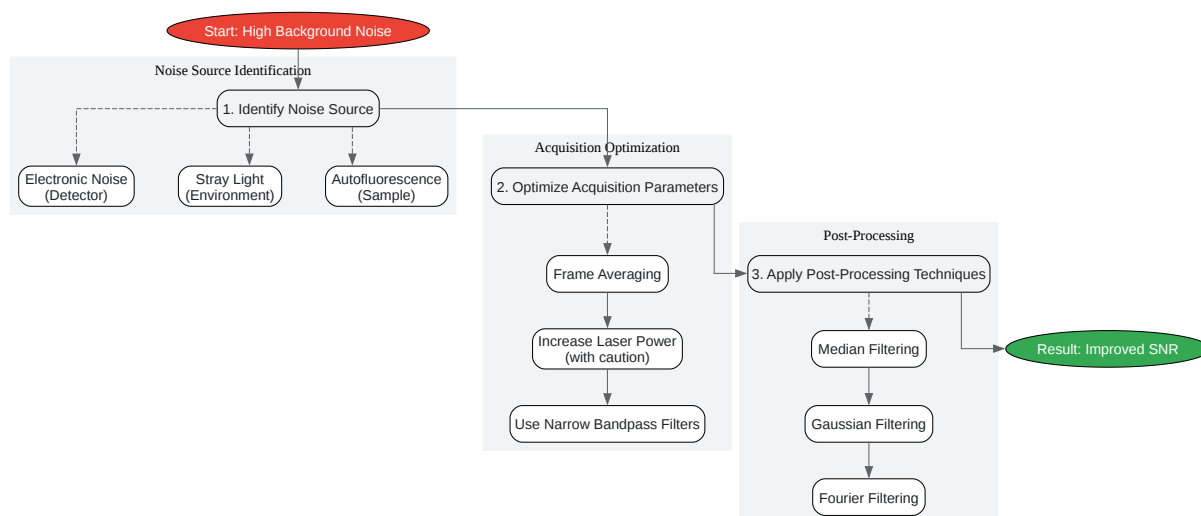 Start: High Background Noise
Noise Source Identification
1. Identify Noise Source
Electronic Noise
(Detector)
Stray Light
(Environment)
Autofluorescence
(Sample)
Acquisition Optimization
2. Optimize Acquisition Parameters
Frame Averaging
Increase Laser Power
(with caution)
Use Narrow Bandpass Filters
Post-Processing
3. Apply Post-Processing Techniques
Median Filtering
Gaussian Filtering
Fourier Filtering
Result: Improved SNR